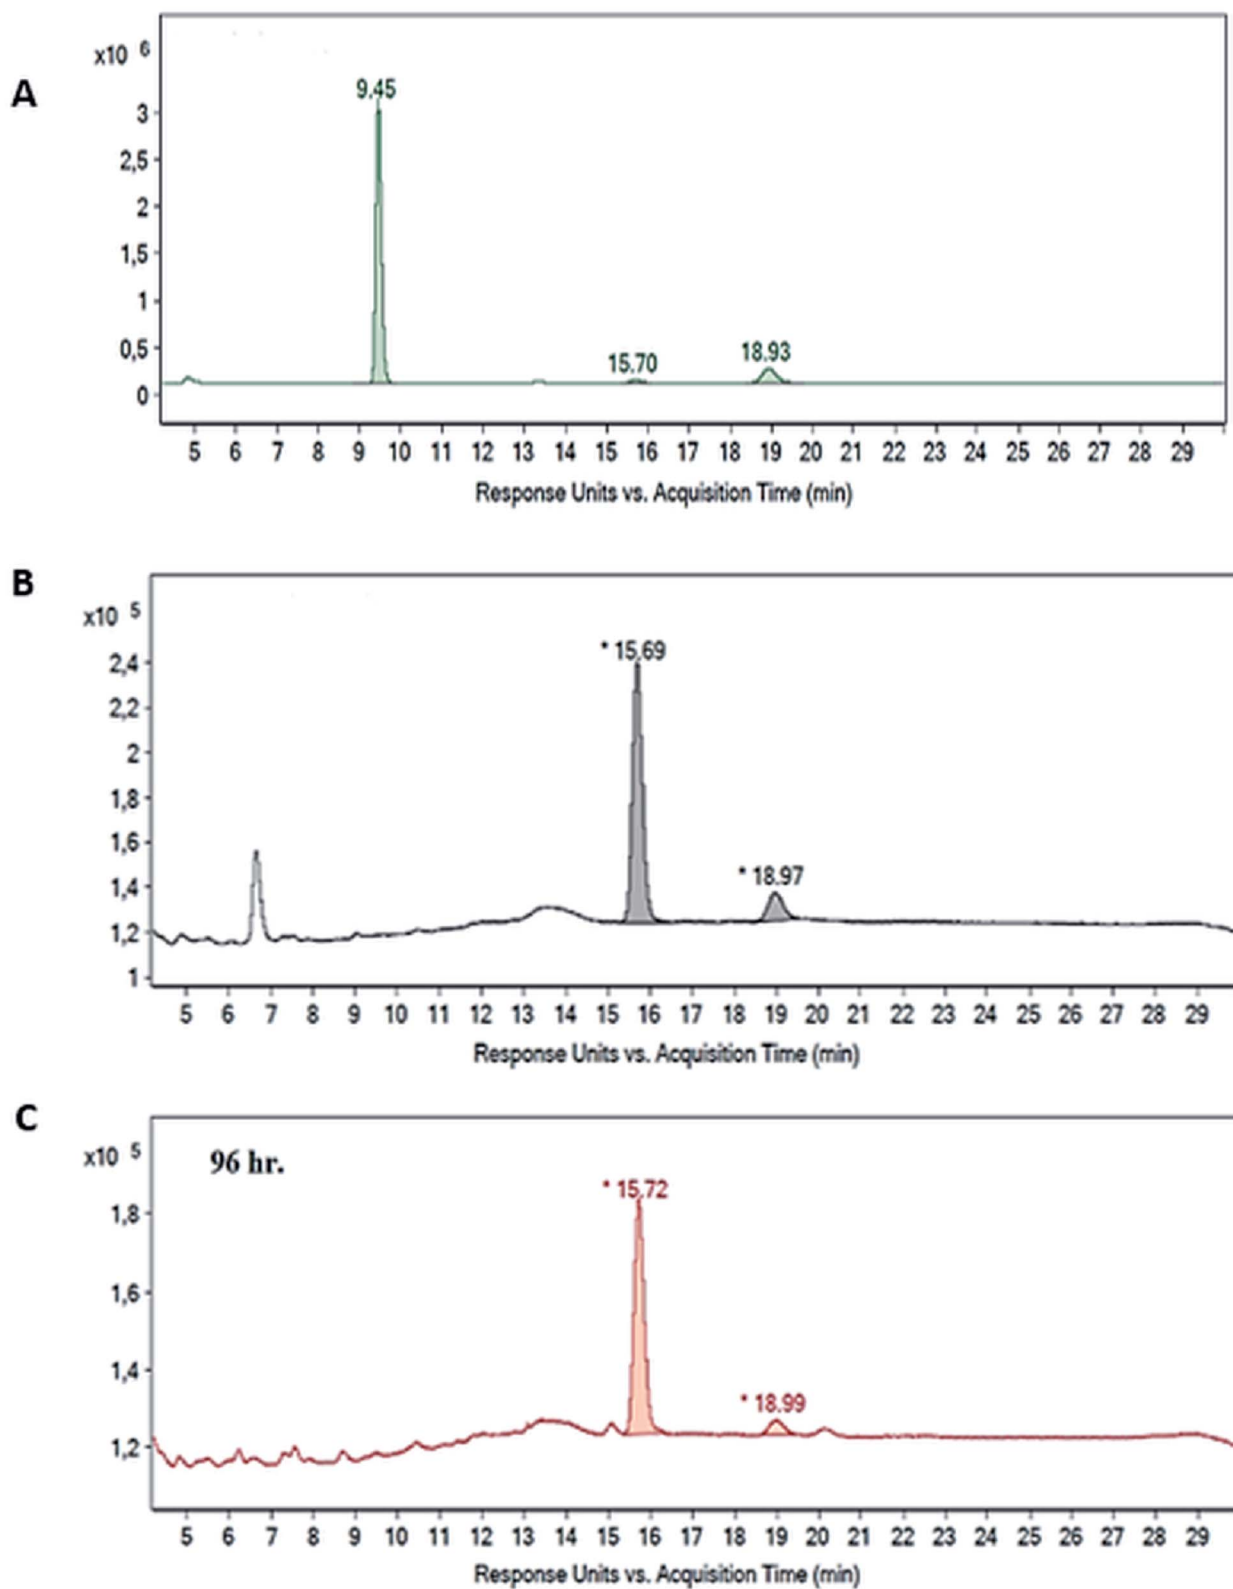 A
x10 6
9.45
3
2,5
2
1,5
1
0,5
0
15.70
18.93
5 6 7 8 9 10 11 12 13 14 15 16 17 18 19 20 21 22 23 24 25 26 27 28 29
Response Units vs. Acquisition Time (min)
B
x10 5
* 15.69
2,4
2,2
2
1,8
1,6
1,4
1,2
1
* 18.97
5 6 7 8 9 10 11 12 13 14 15 16 17 18 19 20 21 22 23 24 25 26 27 28 29
Response Units vs. Acquisition Time (min)
C
x10 5
96 hr.
* 15.72
1,8
1,6
1,4
1,2
* 18.99
5 6 7 8 9 10 11 12 13 14 15 16 17 18 19 20 21 22 23 24 25 26 27 28 29
Response Units vs. Acquisition Time (min)